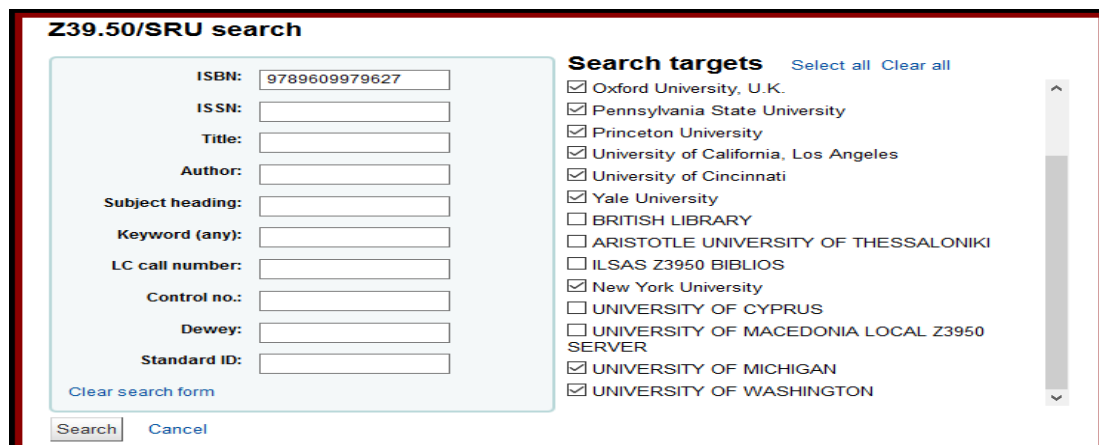 Z39.50/SRU search
ISBN: 9789609979627
ISSN:
Title:
Author:
Subject heading:
Keyword (any):
LC call number:
Control no.:
Dewey:
Standard ID:
Clear search form
Search targets Select all Clear all
Oxford University, U.K.
Pennsylvania State University
Princeton University
University of California, Los Angeles
University of Cincinnati
Yale University
BRITISH LIBRARY
ARISTOTLE UNIVERSITY OF THESSALONIKI
ILSAS Z3950 BIBLIOS
New York University
UNIVERSITY OF CYPRUS
UNIVERSITY OF MACEDONIA LOCAL Z3950
SERVER
UNIVERSITY OF MICHIGAN
UNIVERSITY OF WASHINGTON
Search Cancel